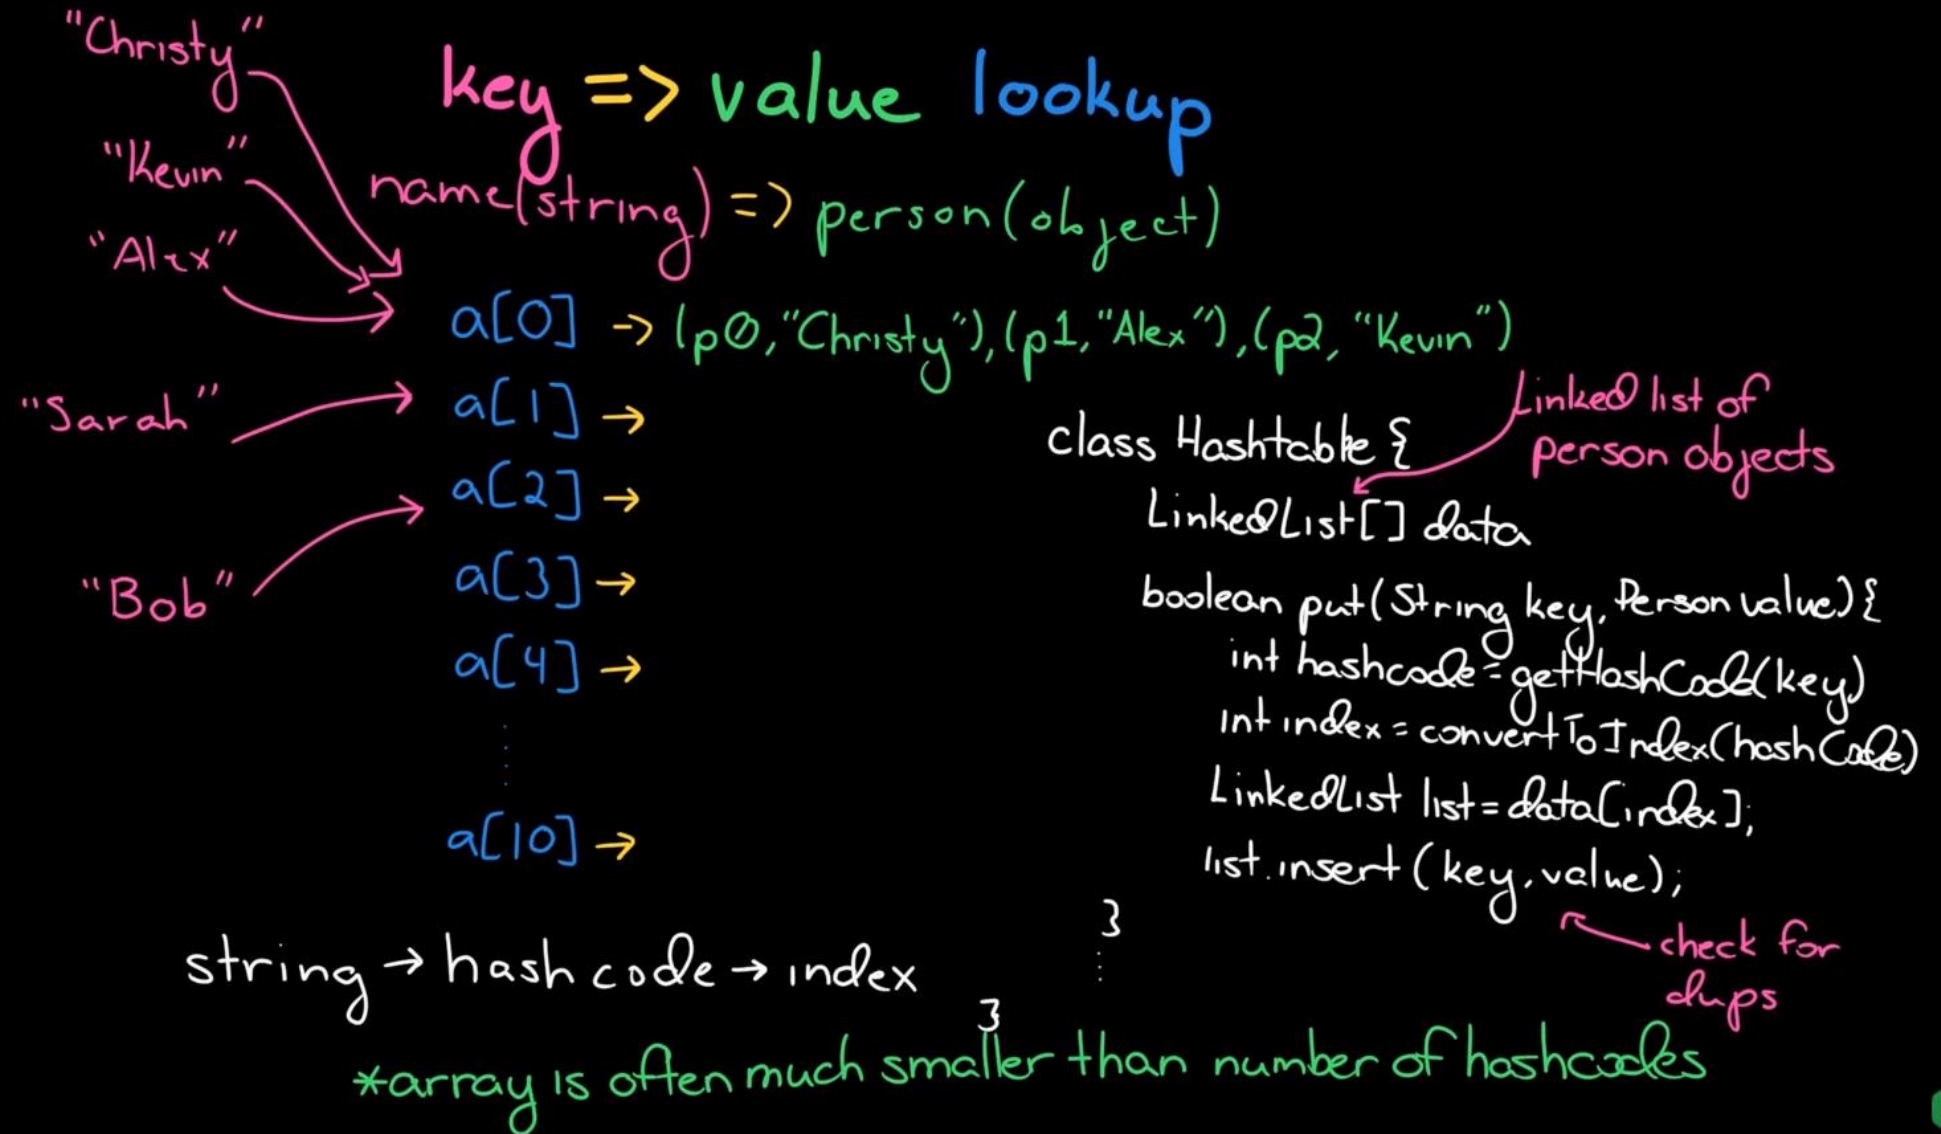 "Christy"
"Kevin"
"Alex"
"Sarah"
"Bob"
key => value lookup
name(string) => person(object)
a[0] -> (p0,"Christy"),(p1,"Alex"),(p2, "Kevin")
a[1] →
a[2] →
a[3] →
a[4] →
a[10] →
Linked list of
person objects
class Hashtable {
LinkedList[] data
boolean put(String key, Person value){
int hashcode = getHashCode(key)
int index = convertToIndex(hashCode)
LinkedList list = data[index];
list.insert(key, value);
}
}
check for
dups
string → hash code → index
*array is often much smaller than number of hashcodes